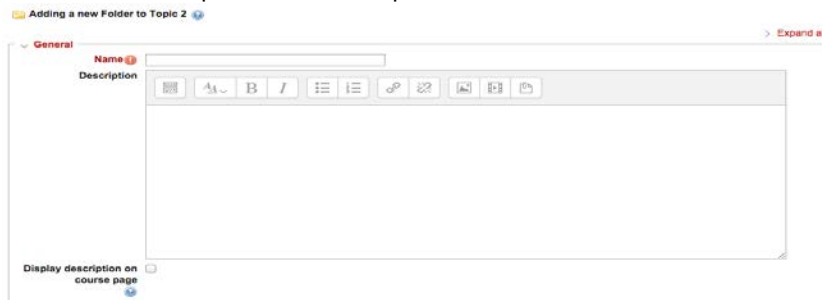 Adding a new Folder to Topic 2
Expand a
General
Name
Description
B I
Display description on
course page